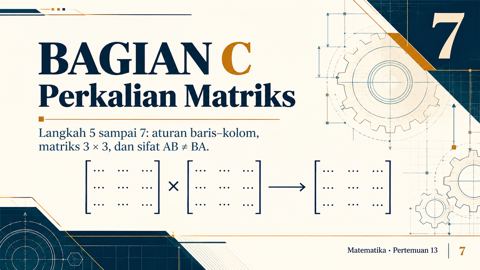 7
BAGIAN C
Perkalian Matriks
Langkah 5 sampai 7: aturan baris–kolom,
matriks 3 × 3, dan sifat AB ≠ BA.
[... ... ...] × [... ... ...] → [... ... ...]
[... ... ...] [... ... ...] [... ... ...]
[... ... ...] [... ... ...] [... ... ...]
Matematika • Pertemuan 13 | 7